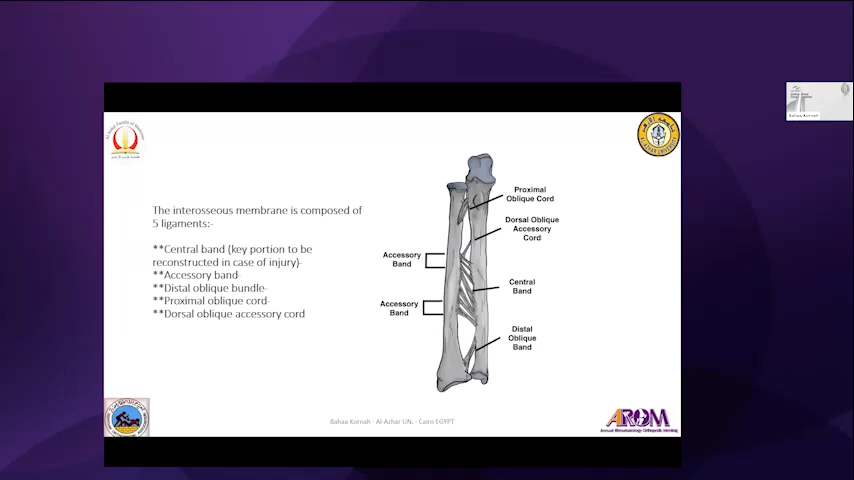 The interosseous membrane is composed of
5 ligaments:-
**Central band (key portion to be
reconstructed in case of injury)-
**Accessory band-
**Distal oblique bundle-
**Proximal oblique cord-
**Dorsal oblique accessory cord
Proximal
Oblique Cord
Dorsal Oblique
Accessory
Cord
Accessory
Band
Central
Band
Accessory
Band
Distal
Oblique
Band
Bahaa Kornah - Al-Azhar UN. - Cairo EGYPT
AROM
Annual Rheumatology Orthopedic Meeting
Bahaa Kornah